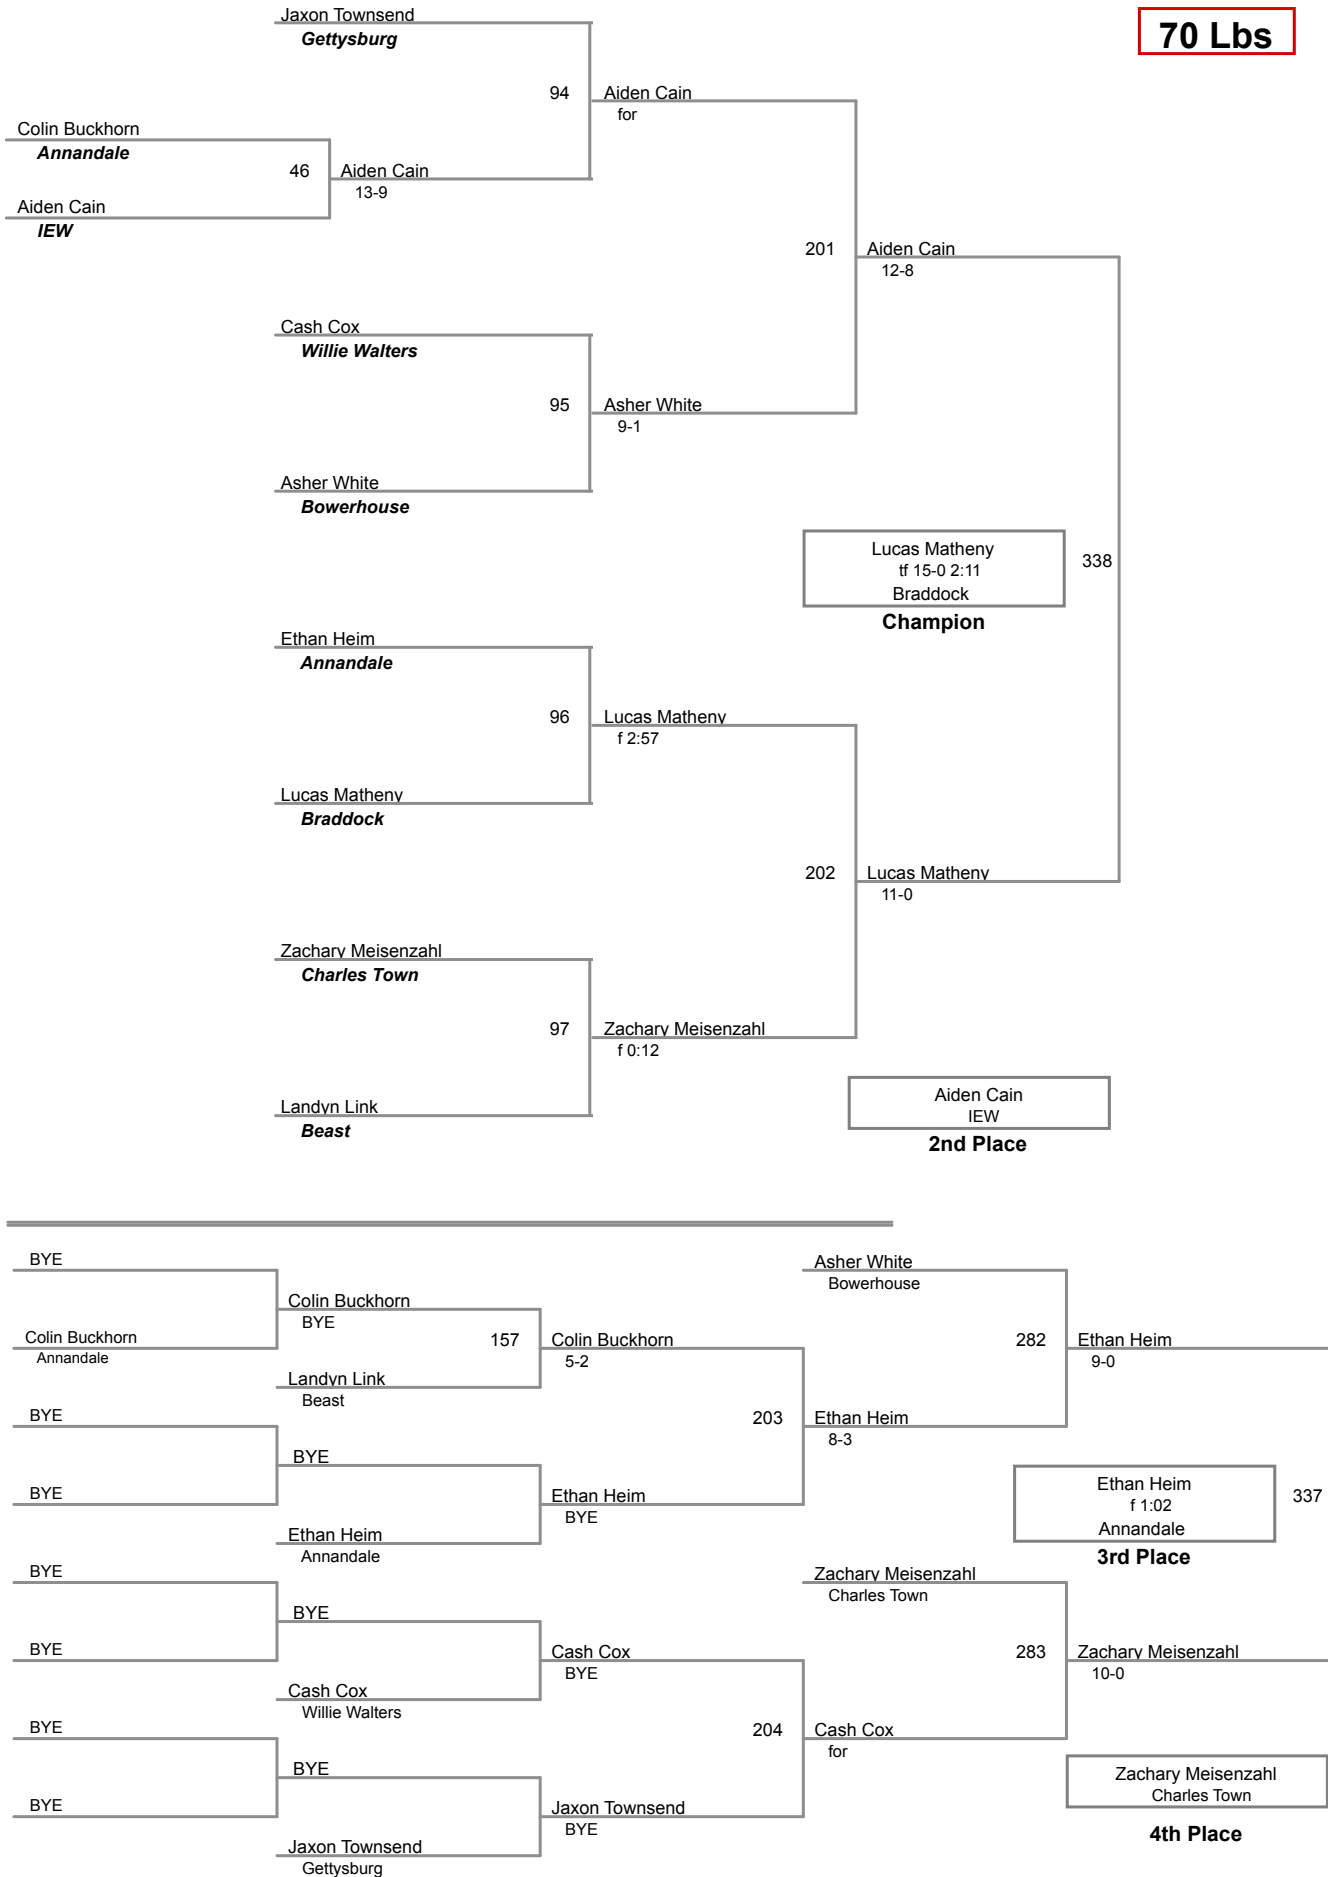 Jaxon Townsend
Gettysburg
70 Lbs
94
Aiden Cain
for
Colin Buckhorn
Annandale
46
Aiden Cain
13-9
Aiden Cain
IEW
201
Aiden Cain
12-8
Cash Cox
Willie Walters
95
Asher White
9-1
Asher White
Bowerhouse
Lucas Matheny
tf 15-0 2:11
Braddock
338
Champion
Ethan Heim
Annandale
96
Lucas Matheny
f 2:57
Lucas Matheny
Braddock
202
Lucas Matheny
11-0
Zachary Meisenzahl
Charles Town
97
Zachary Meisenzahl
f 0:12
Landyn Link
Beast
Aiden Cain
IEW
2nd Place
BYE
Colin Buckhorn
BYE
Colin Buckhorn
Annandale
157
Colin Buckhorn
5-2
Landyn Link
Beast
BYE
BYE
BYE
Ethan Heim
BYE
Ethan Heim
Annandale
203
Ethan Heim
8-3
Asher White
Bowerhouse
282
Ethan Heim
9-0
Ethan Heim
f 1:02
Annandale
337
3rd Place
BYE
BYE
BYE
Cash Cox
BYE
Cash Cox
Willie Walters
BYE
BYE
BYE
Jaxon Townsend
BYE
Jaxon Townsend
Gettysburg
204
Cash Cox
for
Zachary Meisenzahl
Charles Town
283
Zachary Meisenzahl
10-0
Zachary Meisenzahl
Charles Town
4th Place